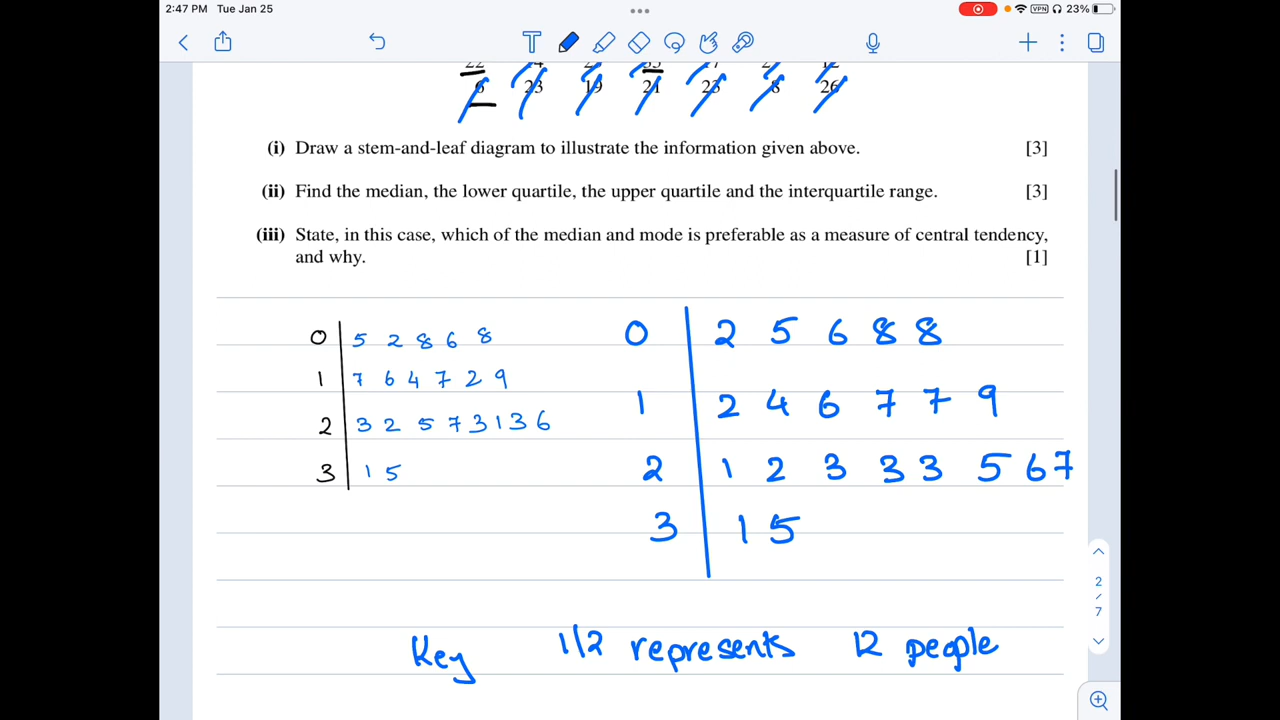 2:47 PM Tue Jan 25
VPN 23%
23 19 21 23 8 26
(i) Draw a stem-and-leaf diagram to illustrate the information given above. [3]
(ii) Find the median, the lower quartile, the upper quartile and the interquartile range. [3]
(iii) State, in this case, which of the median and mode is preferable as a measure of central tendency,
and why. [1]
0 | 5 2 8 6 8
1 | 7 6 4 7 2 9
2 | 3 2 5 7 3 1 3 6
3 | 1 5
0 | 2 5 6 8 8
1 | 2 4 6 7 7 9
2 | 1 2 3 3 3 5 6 7
3 | 1 5
Key 1/2 represents 12 people
2
/
7